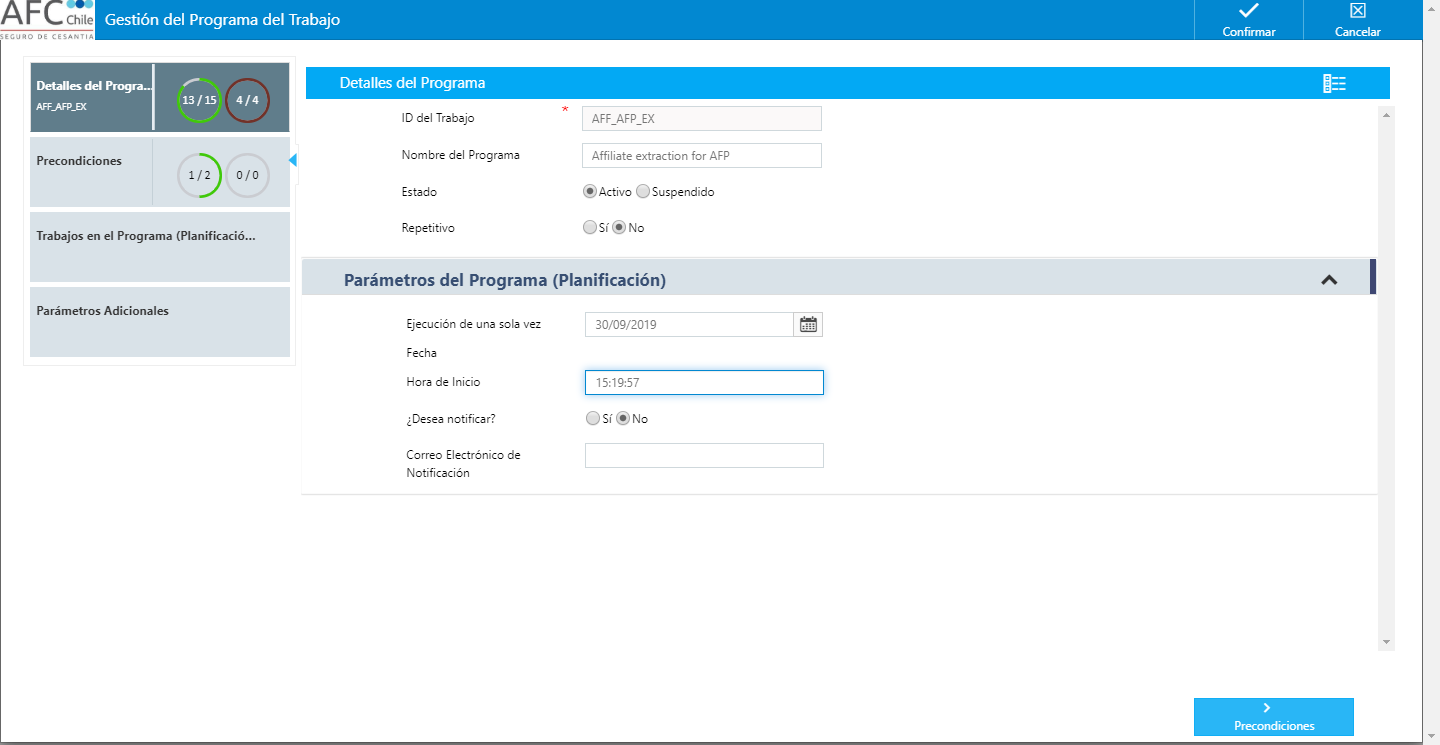 AFC
Chile
SEGURO DE CESANTIA
Gestión del Programa del Trabajo
Confirmar
Cancelar
Detalles del Progra...
AFF_AFP_EX
13 / 15
4 / 4
Precondiciones
1 / 2
0 / 0
Trabajos en el Programa (Planificació...
Parámetros Adicionales
Detalles del Programa
ID del Trabajo
*
AFF_AFP_EX
Nombre del Programa
Affiliate extraction for AFP
Estado
Activo
Suspendido
Repetitivo
Sí
No
Parámetros del Programa (Planificación)
Ejecución de una sola vez
30/09/2019
Fecha
Hora de Inicio
15:19:57
¿Desea notificar?
Sí
No
Correo Electrónico de
Notificación
Precondiciones